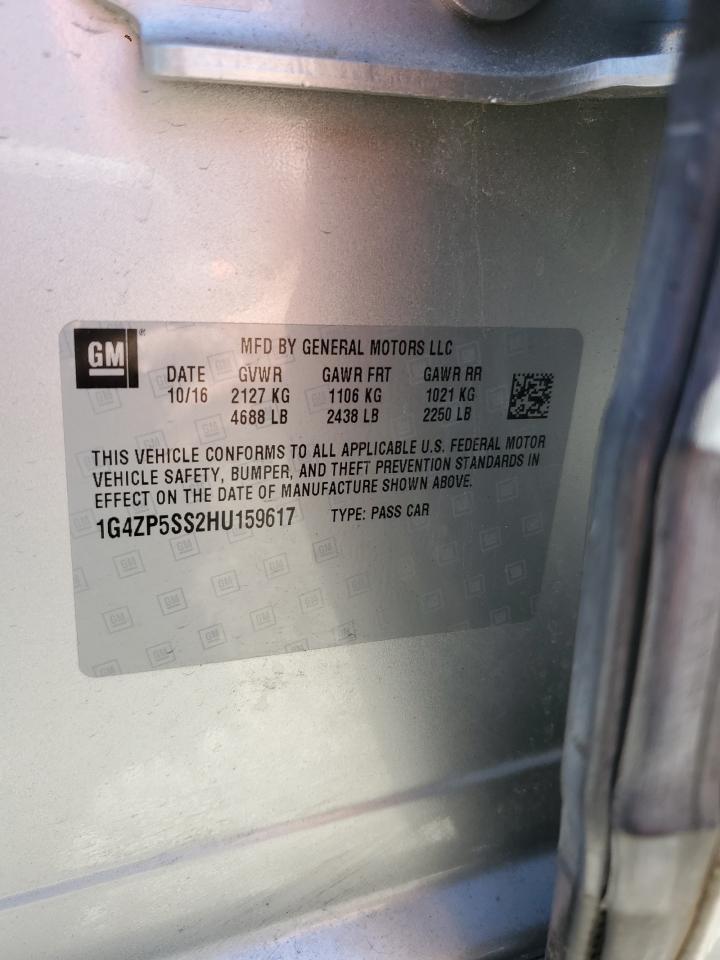 GM®
MFD BY GENERAL MOTORS LLC
DATE GVWR GAWR FRT GAWR RR
10/16 2127 KG 1106 KG 1021 KG
4688 LB 2438 LB 2250 LB
THIS VEHICLE CONFORMS TO ALL APPLICABLE U.S. FEDERAL MOTOR
VEHICLE SAFETY, BUMPER, AND THEFT PREVENTION STANDARDS IN
EFFECT ON THE DATE OF MANUFACTURE SHOWN ABOVE.
1G4ZP5SS2HU159617 TYPE: PASS CAR